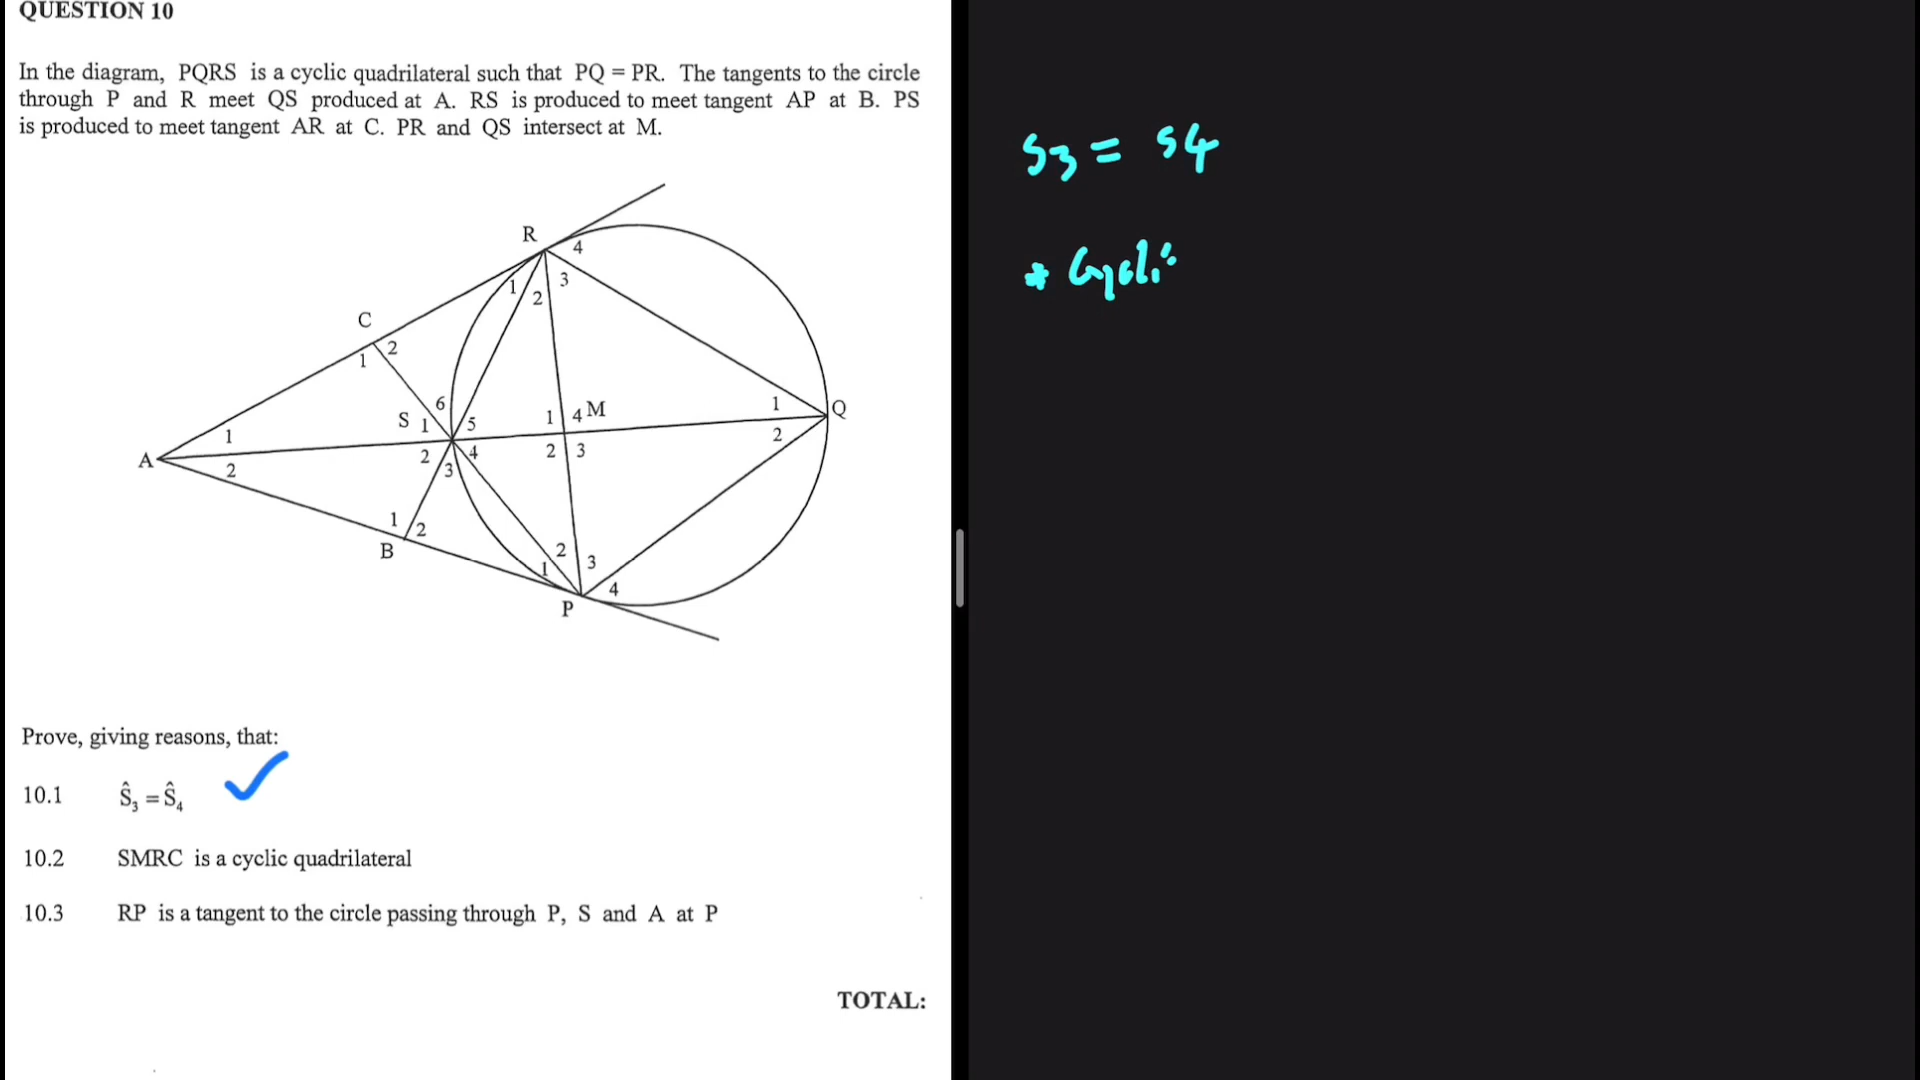 QUESTION 10
In the diagram, PQRS is a cyclic quadrilateral such that PQ = PR. The tangents to the circle
through P and R meet QS produced at A. RS is produced to meet tangent AP at B. PS
is produced to meet tangent AR at C. PR and QS intersect at M.
R
4
1
2
3
C
1
2
6
S
1
5
1
4
M
1
Q
1
A
2
2
3
4
2
3
2
1
2
B
2
1
3
4
P
Prove, giving reasons, that:
10.1 Ŝ₃ = Ŝ₄
10.2 SMRC is a cyclic quadrilateral
10.3 RP is a tangent to the circle passing through P, S and A at P
TOTAL:
S3 = S4